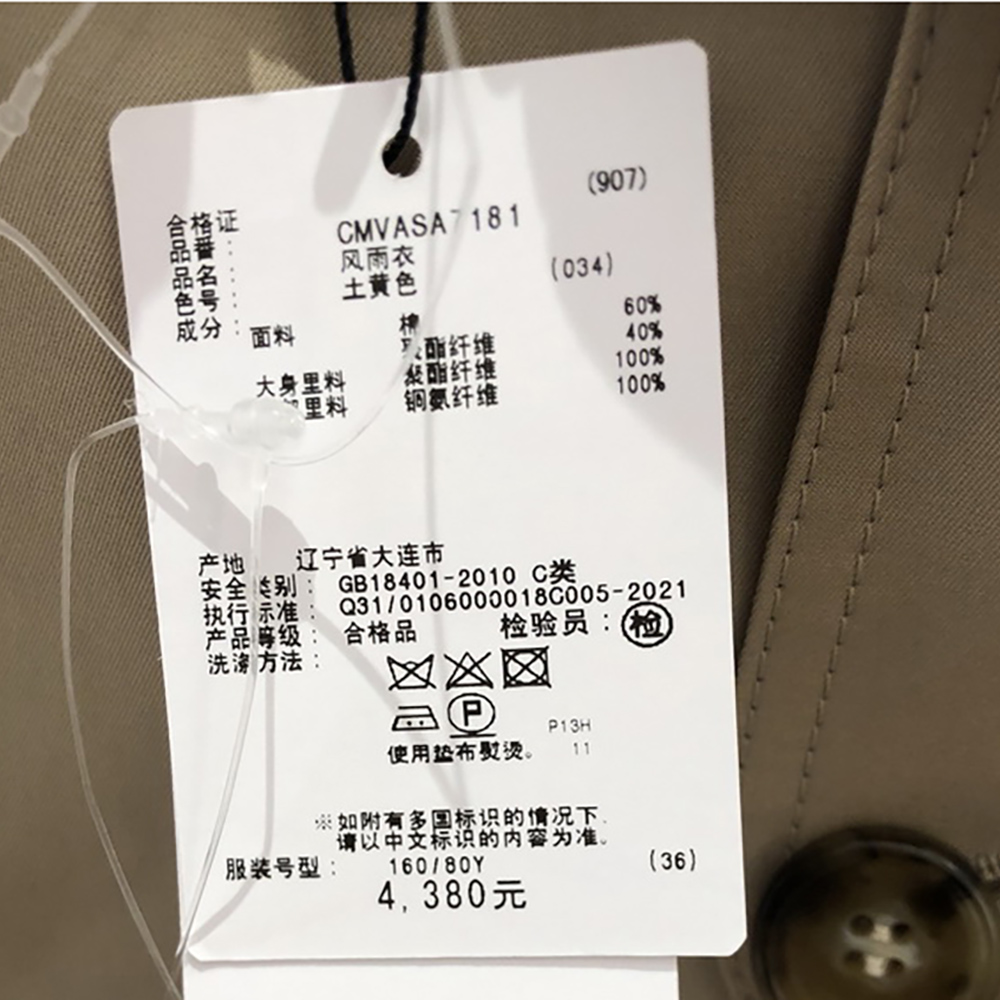 (907)
合格证
品番: CMVASA7181
品名: 风雨衣
色号: 土黄色 (034)
成分: 面料 棉 60%
聚酯纤维 40%
大身里料 聚酯纤维 100%
里料 铜氨纤维 100%
产地 辽宁省大连市
安全类别: GB18401-2010 C类
执行标准: Q31/0106000018C005-2021
产品等级: 合格品 检验员: 检
洗涤方法:
P
P13H
使用垫布熨烫。 11
※如附有多国标识的情况下,
请以中文标识的内容为准。
服装号型: 160/80Y (36)
4,380元